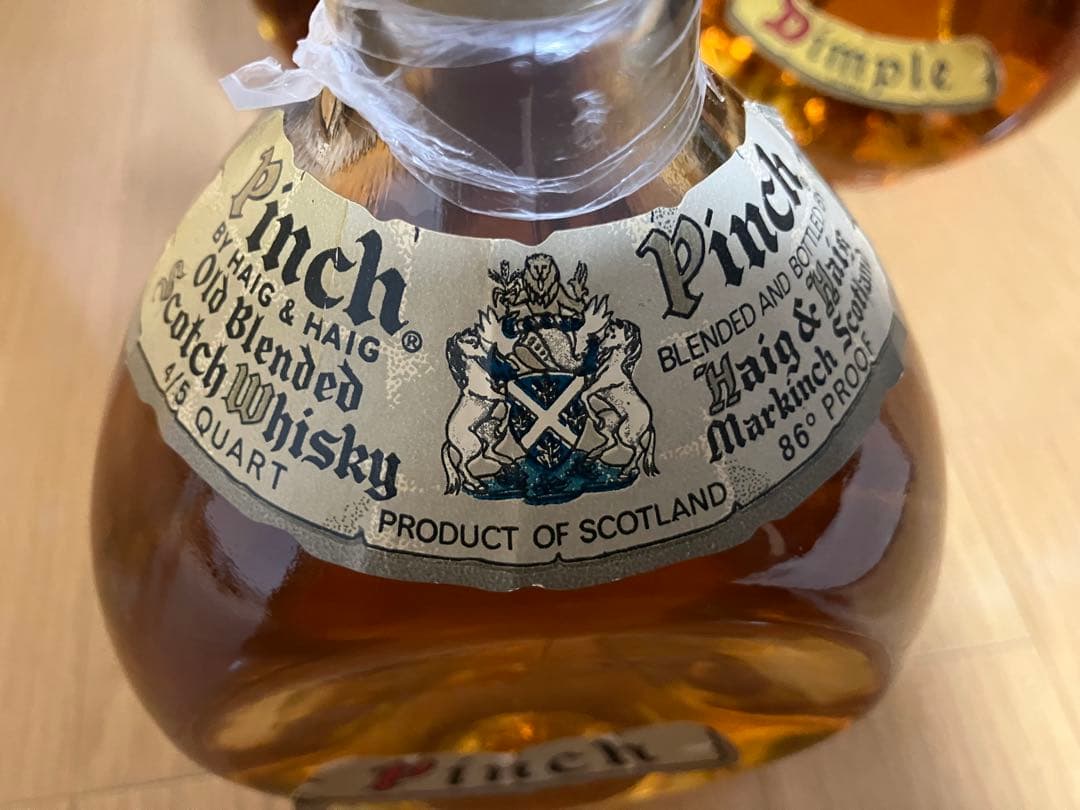 Dimple
Pinch®
BY HAIG & HAIG
Old Blended
Scotch Whisky
4/5 QUART
PRODUCT OF SCOTLAND
Pinch
BLENDED AND BOTTLED BY
Haig & Haig
Markinch Scotland
86° PROOF
Pinch